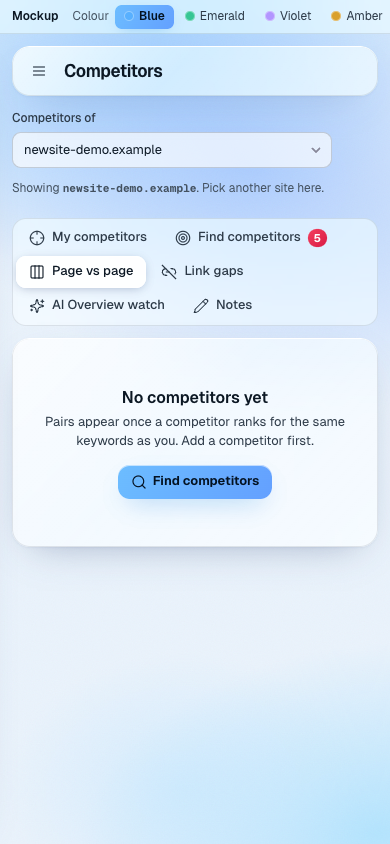 Mockup Colour Blue Emerald Violet Amber
Competitors
Competitors of
newsite-demo.example
Showing newsite-demo.example. Pick another site here.
My competitors Find competitors 5
Page vs page Link gaps
AI Overview watch Notes
No competitors yet
Pairs appear once a competitor ranks for the same
keywords as you. Add a competitor first.
Find competitors